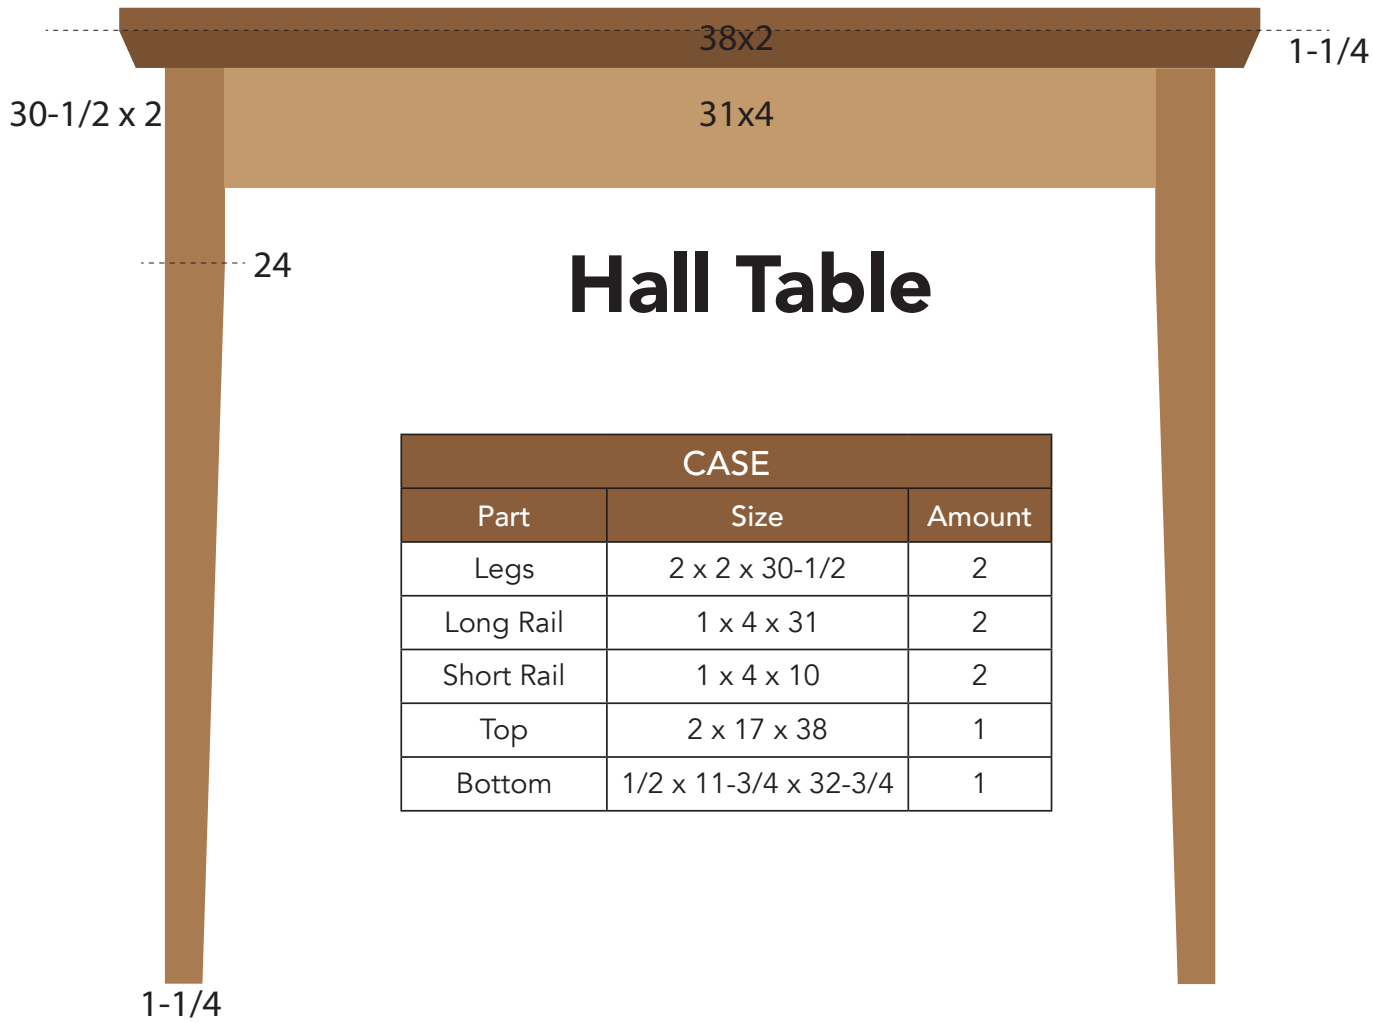 38x2
1-1/4
30-1/2 x 2
31x4
24
Hall Table
CASE
Part Size Amount
Legs 2 x 2 x 30-1/2 2
Long Rail 1 x 4 x 31 2
Short Rail 1 x 4 x 10 2
Top 2 x 17 x 38 1
Bottom 1/2 x 11-3/4 x 32-3/4 1
1-1/4